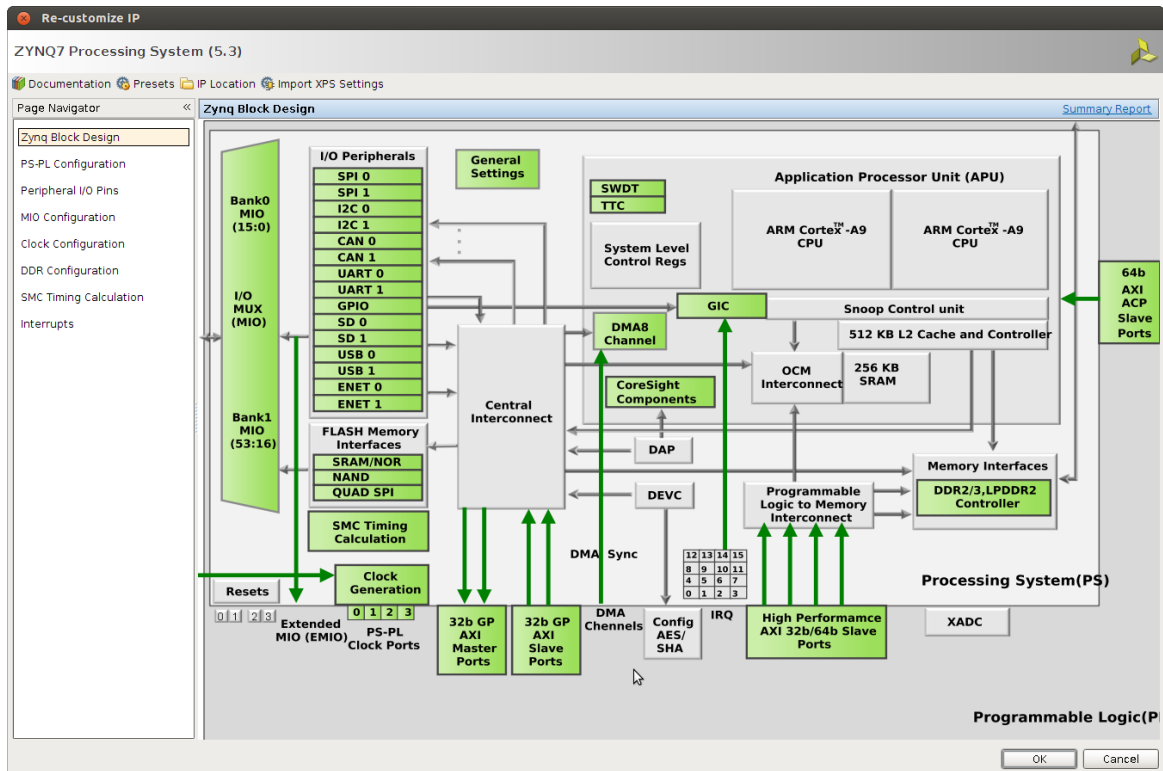 Re-customize IP
ZYNQ7 Processing System (5.3)
Documentation Presets IP Location Import XPS Settings
Page Navigator «
Zynq Block Design
PS-PL Configuration
Peripheral I/O Pins
MIO Configuration
Clock Configuration
DDR Configuration
SMC Timing Calculation
Interrupts
Zynq Block Design
Summary Report
Bank0
MIO
(15:0)
I/O
MUX
(MIO)
Bank1
MIO
(53:16)
I/O Peripherals
SPI 0
SPI 1
I2C 0
I2C 1
CAN 0
CAN 1
UART 0
UART 1
GPIO
SD 0
SD 1
USB 0
USB 1
ENET 0
ENET 1
FLASH Memory
Interfaces
SRAM/NOR
NAND
QUAD SPI
SMC Timing
Calculation
General
Settings
Application Processor Unit (APU)
SWDT
TTC
System Level
Control Regs
ARM Cortex™-A9
CPU
ARM Cortex™-A9
CPU
GIC
Snoop Control unit
512 KB L2 Cache and Controller
DMA8
Channel
OCM
Interconnect
256 KB
SRAM
CoreSight
Components
Central
Interconnect
DAP
DEVC
Programmable
Logic to Memory
Interconnect
Memory Interfaces
DDR2/3,LPDDR2
Controller
64b
AXI
ACP
Slave
Ports
DMA Sync
12 13 14 15
8 9 10 11
4 5 6 7
0 1 2 3
IRQ
Processing System(PS)
Resets
0 1 2 3
Clock
Generation
0 1 2 3
Extended
MIO (EMIO)
PS-PL
Clock Ports
32b GP
AXI
Master
Ports
32b GP
AXI
Slave
Ports
DMA
Channels
Config
AES/
SHA
High Performamce
AXI 32b/64b Slave
Ports
XADC
Programmable Logic(P
OK
Cancel